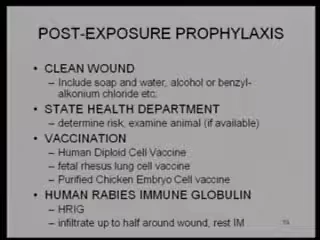 POST-EXPOSURE PROPHYLAXIS
• CLEAN WOUND
– Include soap and water, alcohol or benzyl-
alkonium chloride etc.
• STATE HEALTH DEPARTMENT
– determine risk, examine animal (if available)
• VACCINATION
– Human Diploid Cell Vaccine
– fetal rhesus lung cell vaccine
– Purified Chicken Embryo Cell vaccine
• HUMAN RABIES IMMUNE GLOBULIN
– HRIG
– infiltrate up to half around wound, rest IM